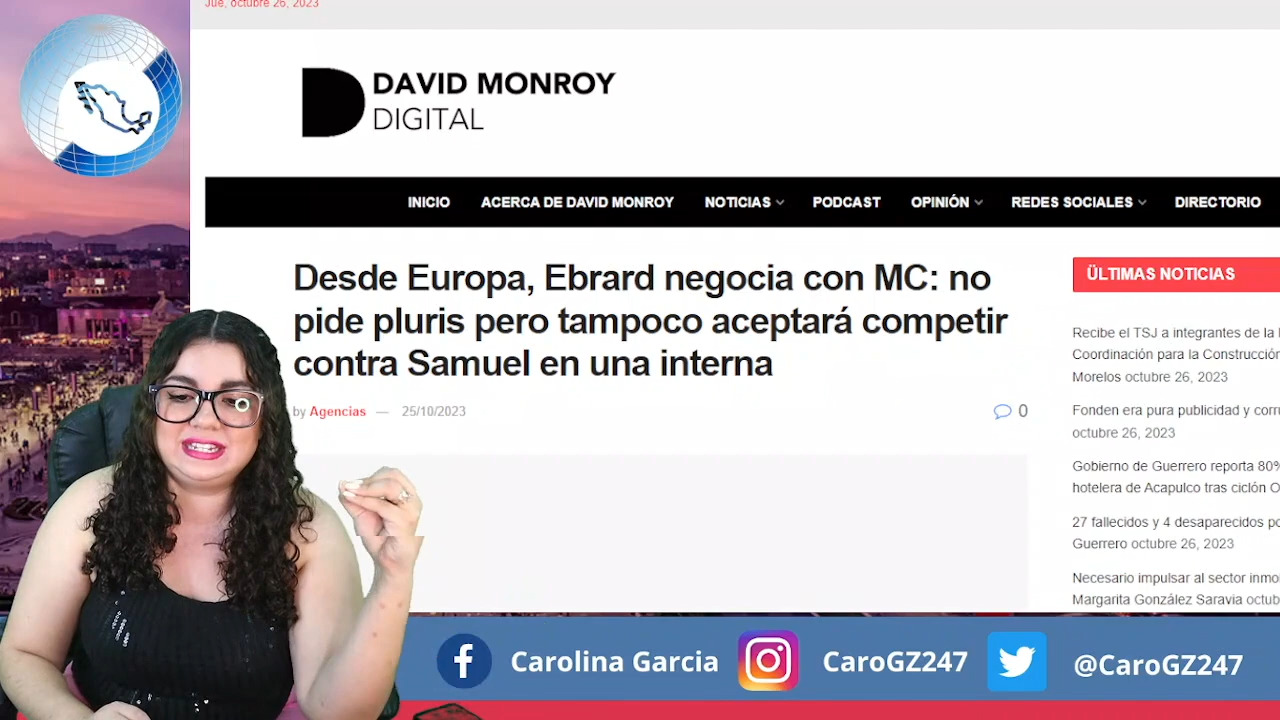 Jue, octubre 26, 2023
DAVID MONROY
DIGITAL
INICIO ACERCA DE DAVID MONROY NOTICIAS PODCAST OPINIÓN REDES SOCIALES DIRECTORIO
Desde Europa, Ebrard negocia con MC: no
pide pluris pero tampoco aceptará competir
contra Samuel en una interna
by Agencias — 25/10/2023
0
ÚLTIMAS NOTICIAS
Recibe el TSJ a integrantes de la
Coordinación para la Construcción
Morelos octubre 26, 2023
Fonden era pura publicidad y
octubre 26, 2023
Gobierno de Guerrero reporta 80%
hotelera de Acapulco tras ciclón
27 fallecidos y 4 desaparecidos
Guerrero octubre 26, 2023
Necesario impulsar al sector
Margarita González Saravia
Carolina Garcia CaroGZ247 @CaroGZ247